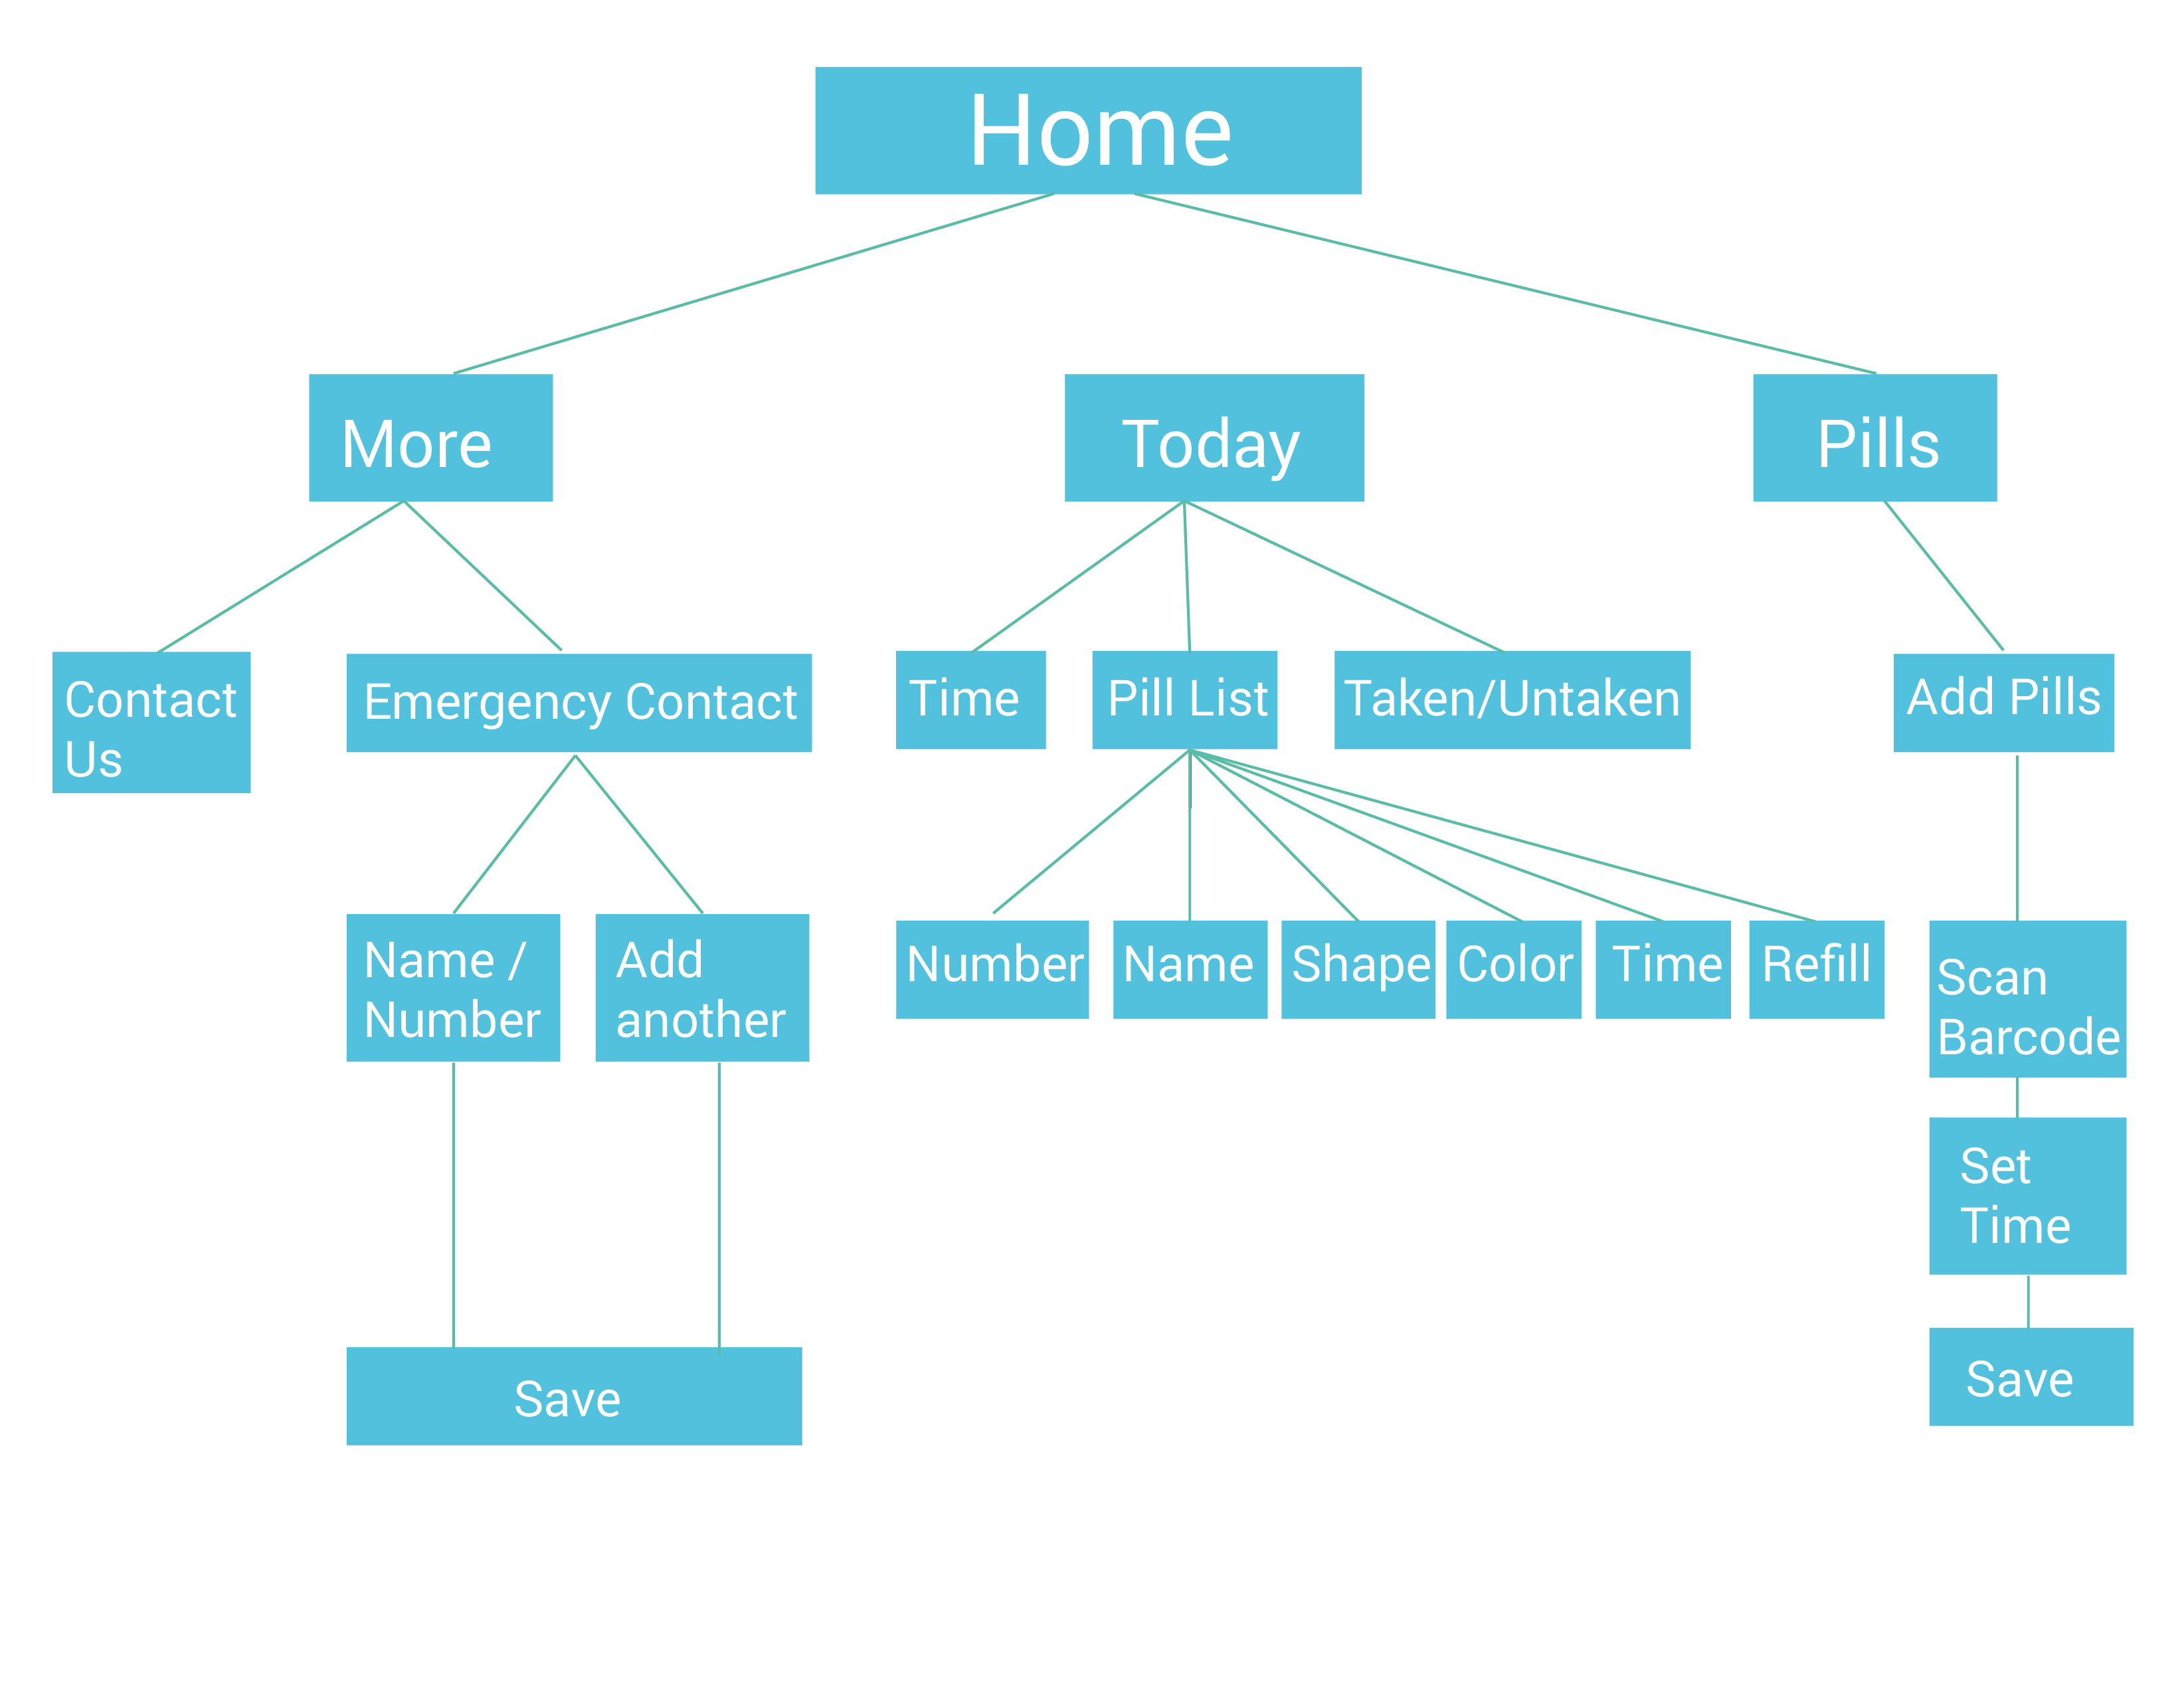 Home
More
Today
Pills
Contact
Us
Emergency Contact
Time
Pill List
Taken/Untaken
Add Pills
Name /
Number
Add
another
Number
Name
Shape
Color
Time
Refill
Scan
Barcode
Set
Time
Save
Save